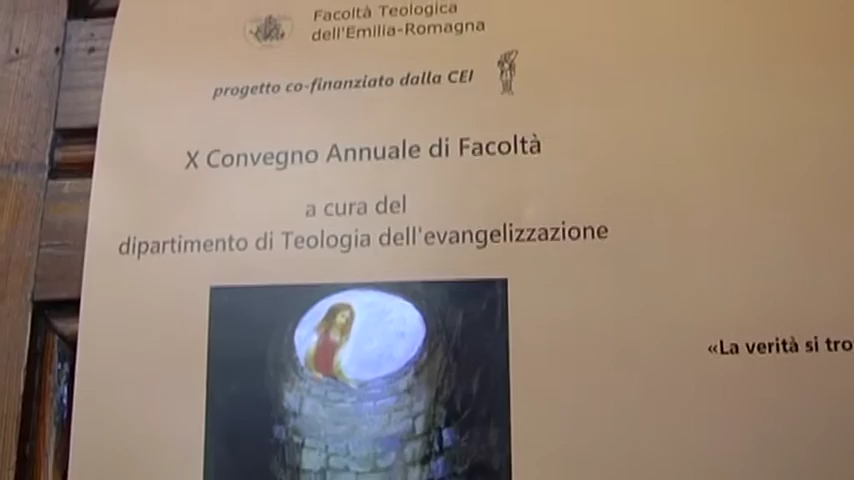 Facoltà Teologica
dell'Emilia-Romagna
progetto co-finanziato dalla CEI
X Convegno Annuale di Facoltà
a cura del
dipartimento di Teologia dell'evangelizzazione
«La verità si tro